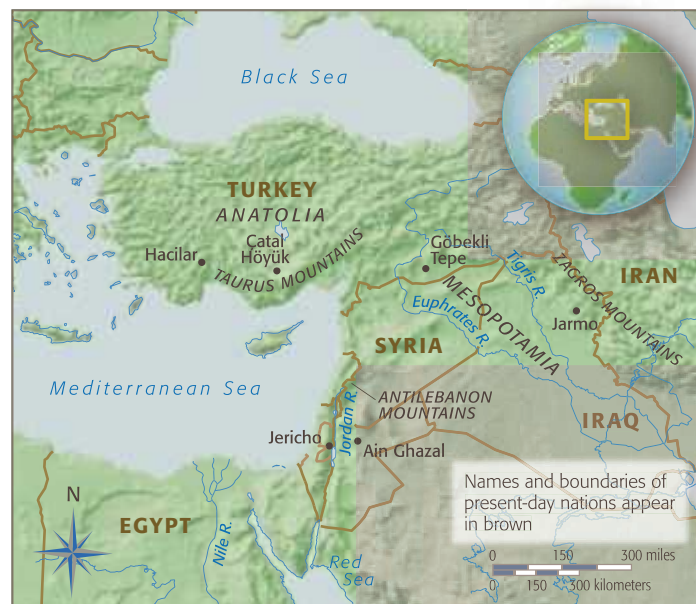 Black Sea
TURKEY
ANATOLIA
Hacilar
Catal
Höyük
TAURUS MOUNTAINS
Göbekli
Tepe
Tigris R.
ZAGROS MOUNTAINS
IRAN
Euphrates R.
MESOPOTAMIA
Jarmo
SYRIA
Mediterranean Sea
ANTILEBANON
MOUNTAINS
Jordan R.
IRAQ
Jericho
Ain Ghazal
N
EGYPT
Nile R.
Red
Sea
Names and boundaries of
present-day nations appear
in brown
0 150 300 miles
0 150 300 kilometers